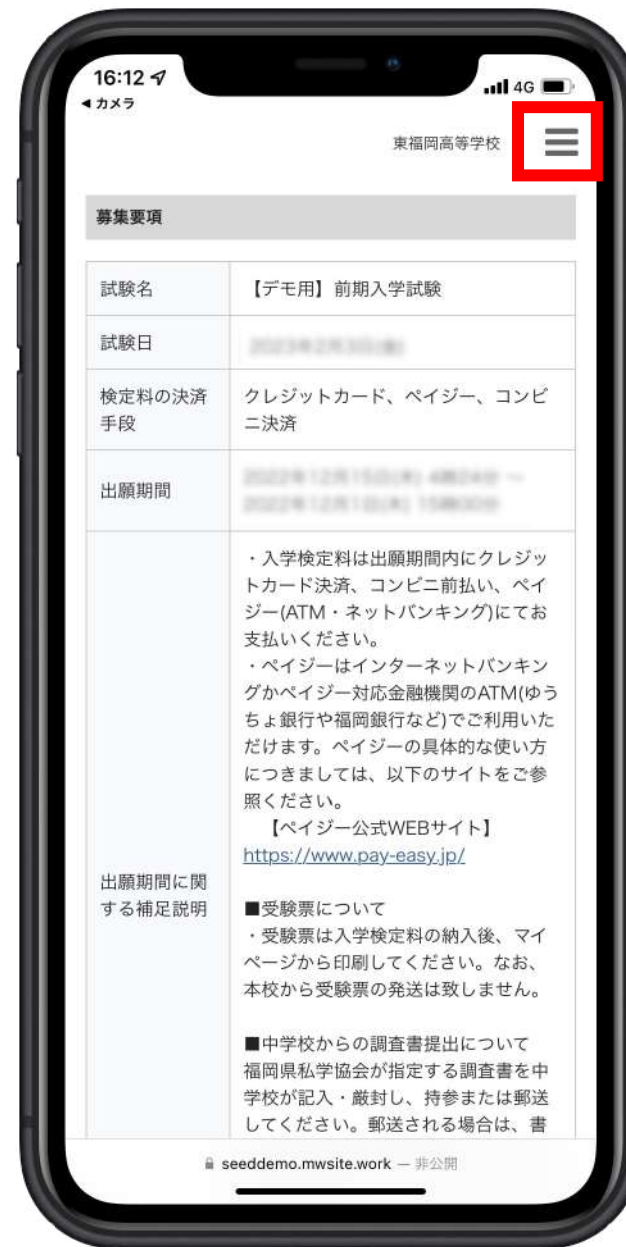 16:12
4G
◀ カメラ
東福岡高等学校
募集要項
試験名
【デモ用】前期入学試験
試験日
検定料の決済
手段
クレジットカード、ペイジー、コンビ
ニ決済
出願期間
出願期間に関
する補足説明
・入学検定料は出願期間内にクレジッ
トカード決済、コンビニ前払い、ペイ
ジー(ATM・ネットバンキング)にてお
支払いください。
・ペイジーはインターネットバンキン
グかペイジー対応金融機関のATM(ゆう
ちょ銀行や福岡銀行など)でご利用いた
だけます。ペイジーの具体的な使い方
につきましては、以下のサイトをご参
照ください。
【ペイジー公式WEBサイト】
https://www.pay-easy.jp/
■受験票について
・受験票は入学検定料の納入後、マイ
ページから印刷してください。なお、
本校から受験票の発送は致しません。
■中学校からの調査書提出について
福岡県私学協会が指定する調査書を中
学校が記入・厳封し、持参または郵送
してください。郵送される場合は、書
seeddemo.mwsite.work — 非公開